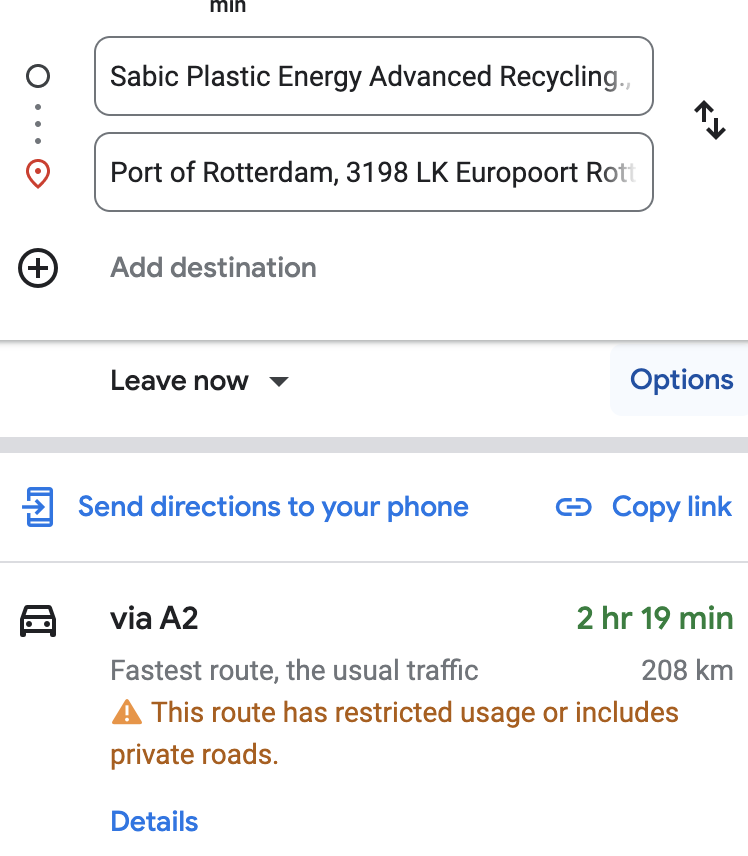 min
Sabic Plastic Energy Advanced Recycling.,
Port of Rotterdam, 3198 LK Europoort Rott
Add destination
Leave now
Options
Send directions to your phone
Copy link
via A2
2 hr 19 min
Fastest route, the usual traffic
208 km
This route has restricted usage or includes
private roads.
Details